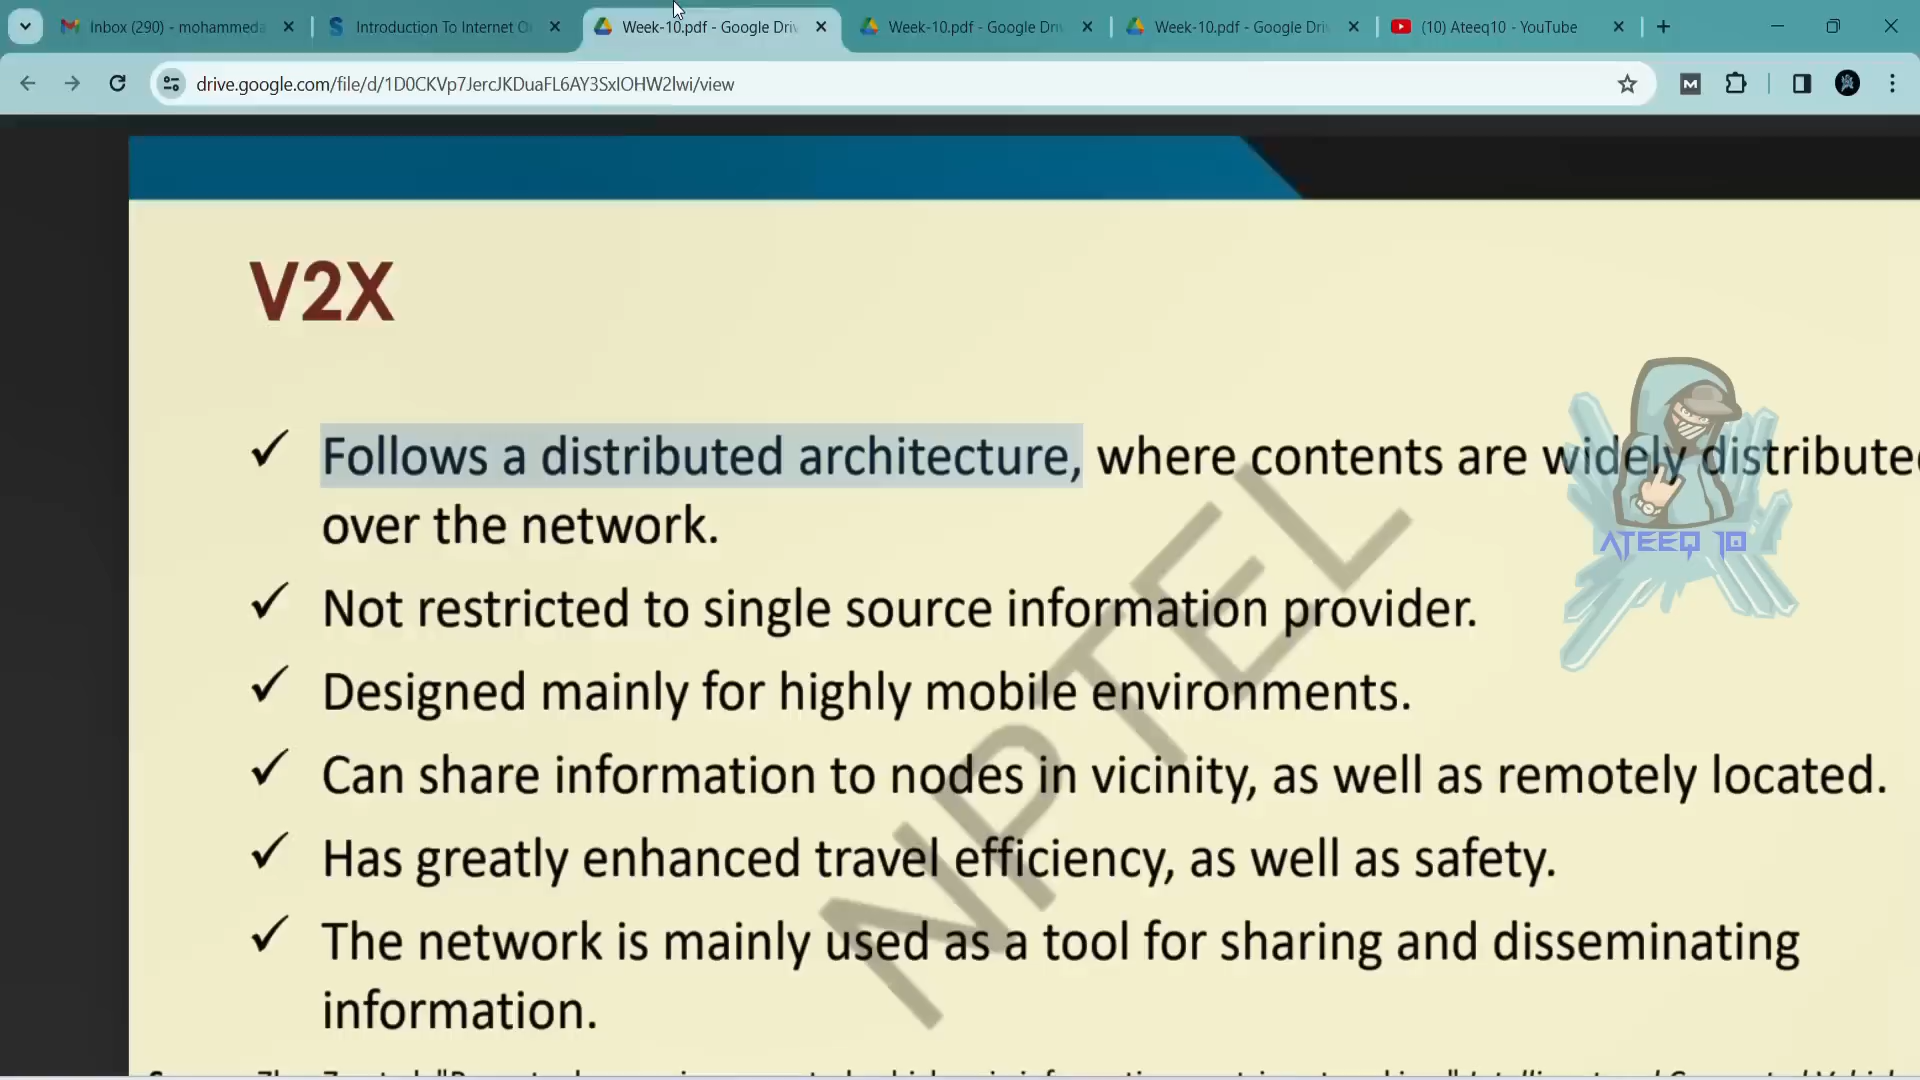 Inbox (290) - mohammeda
Introduction To Internet O
Week-10.pdf - Google Driv
Week-10.pdf - Google Dri
Week-10.pdf - Google Dri
(10) Ateeq10 - YouTube
drive.google.com/file/d/1D0CKVp7JercJKDuaFL6AY3SxIOHW2lwi/view
V2X
✓ Follows a distributed architecture, where contents are widely distributed
over the network.
✓ Not restricted to single source information provider.
✓ Designed mainly for highly mobile environments.
✓ Can share information to nodes in vicinity, as well as remotely located.
✓ Has greatly enhanced travel efficiency, as well as safety.
✓ The network is mainly used as a tool for sharing and disseminating
information.
NPTEL
ATEEQ 10